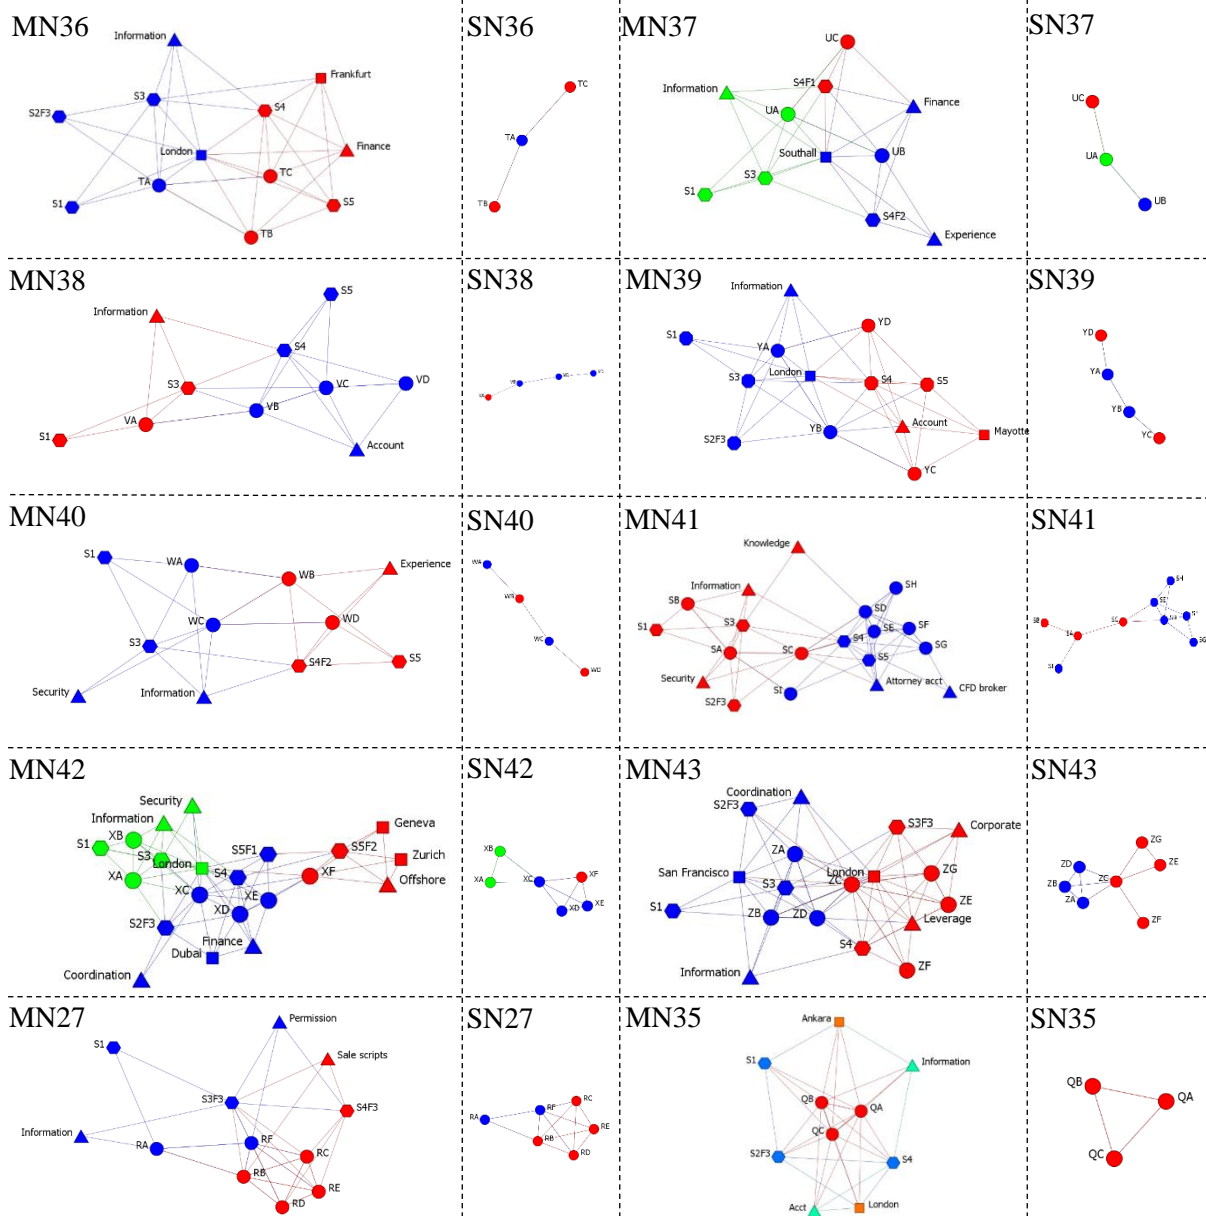 MN36
Information
Frankfurt
S3
S4
S2F3
London
Finance
TA
TC
S1
S5
TB
SN36
TC
TA
TB
MN37
UC
S4F1
Information
UA
Finance
Southall
UB
S3
S1
S4F2
Experience
SN37
UC
UA
UB
MN38
Information
S5
S4
S3
VC
VD
VB
VA
S1
Account
SN38
MN39
Information
S1
YD
YA
London
S3
S4
S5
S2F3
YB
Account
Mayotte
YC
SN39
YD
YA
YB
YC
MN40
S1
WA
WB
Experience
WC
WD
S3
S4F2
S5
Security
Information
SN40
WA
WB
WC
WD
MN41
Knowledge
Information
SH
SB
SD
S3
SE
SF
S1
S4
SG
SA
SC
S5
Security
SI
Attorney acct
CFD broker
S2F3
SN41
MN42
Security
Information
Geneva
XB
S1
S3
S5F1
S5F2
Zurich
London
XA
S4
XF
Offshore
XC
XE
XD
S2F3
Finance
Dubai
Coordination
SN42
XB
XC
XF
XA
XD
XE
MN43
Coordination
S2F3
S3F3
Corporate
ZA
London
ZG
San Francisco
S3
ZC
ZE
S1
ZB
ZD
Leverage
S4
Information
ZF
SN43
ZG
ZD
ZE
ZB
ZC
ZA
ZF
MN27
Permission
S1
Sale scripts
S3F3
S4F3
Information
RA
RF
RC
RB
RE
RD
SN27
RC
RA
RF
RE
RB
RD
MN35
Ankara
S1
Information
QB
QA
QC
S2F3
S4
Acct
London
SN35
QB
QA
QC